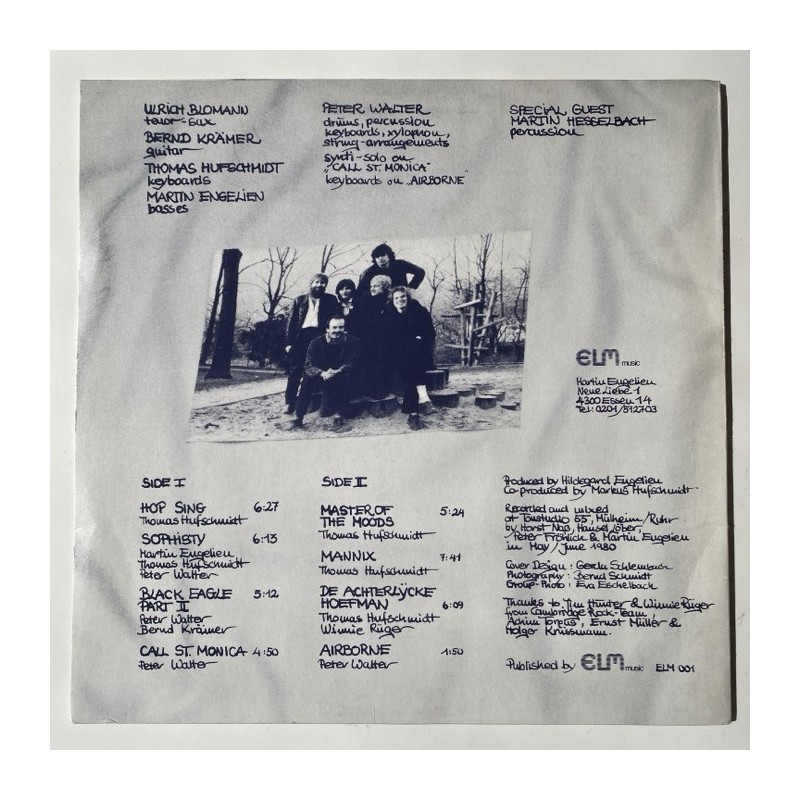 ULRICH BLOMANN
tenor-sax
BERND KRÄMER
guitar
THOMAS HUFSCHMIDT
keyboards
MARTIN ENGELIEN
basses
PETER WALTER
drums, percussion
keyboards, xylophon,
string-arrangements
synti-solo on
„CALL ST. MONICA"
keyboards on „AIRBORNE"
SPECIAL GUEST
MARTIN HESSELBACH
percussion
ELM music
Martin Engelien
Neue Liebe 1
4300 Essen 14
Tel: 0201/512703
SIDE I
HOP SING 6:27
Thomas Hufschmidt
SOPHISTY 6:13
Martin Engelien
Thomas Hufschmidt
Peter Walter
BLACK EAGLE 5:12
PART II
Peter Walter
Bernd Krämer
CALL ST. MONICA 4:50
Peter Walter
SIDE II
MASTER OF 5:24
THE MOODS
Thomas Hufschmidt
MANNIX 7:41
Thomas Hufschmidt
DE ACHTERLŸCKE
HOEFMAN 6:09
Thomas Hufschmidt
Winnie Rüger
AIRBORNE 1:50
Peter Walter
Produced by Hildegard Engelien
Co-produced by Markus Hufschmidt
Recorded and mixed
at Tonstudio 55, Mülheim/Ruhr
by Horst Naß, Hansel Öber,
Peter Fröhlich & Martin Engelien
in May/June 1980
Cover Design: Gerda Schlembach
Photography: Bernd Schmidt
Group-Photo: Eva Eschelbach
Thanks to Jim Hunter & Winnie Rüger
from Cambridge Rock-Team,
Achim Ernst Müller &
Holger Krüssmann.
Published by ELM music ELM 001